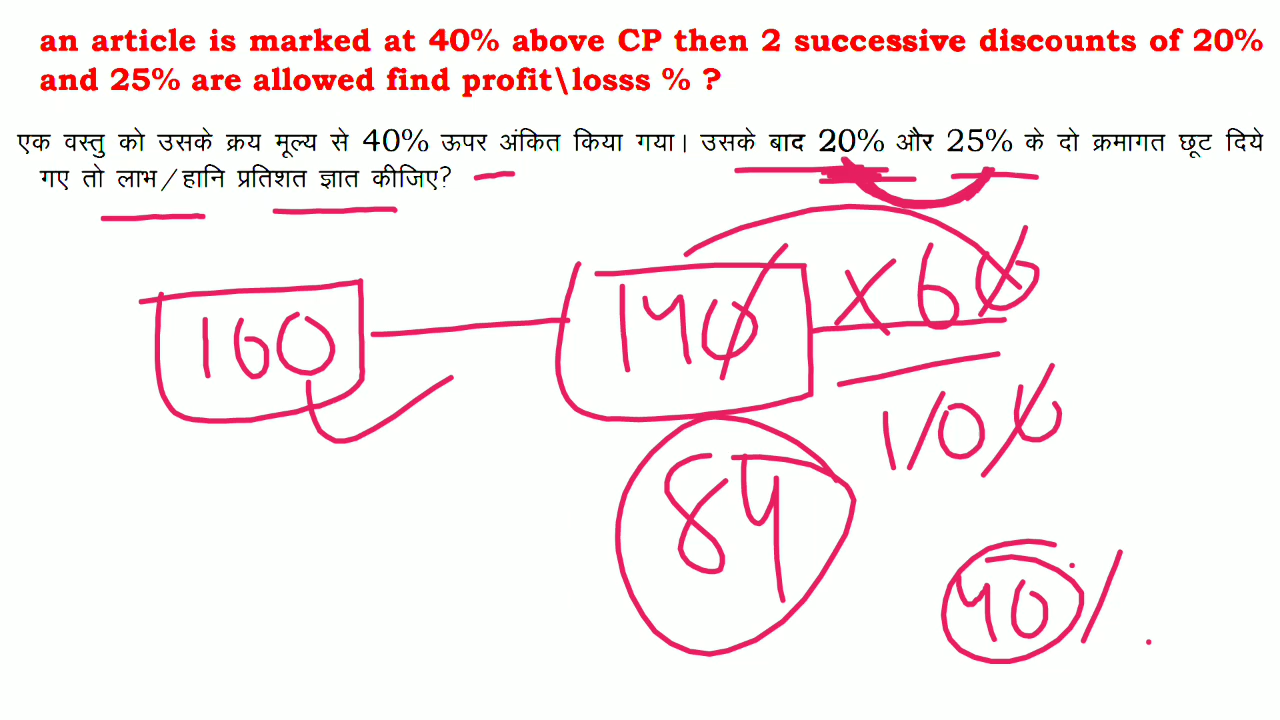 an article is marked at 40% above CP then 2 successive discounts of 20%
and 25% are allowed find profit\losss % ?
एक वस्तु को उसके क्रय मूल्य से 40% ऊपर अंकित किया गया। उसके बाद 20% और 25% के दो क्रमागत छूट दिये
गए तो लाभ/हानि प्रतिशत ज्ञात कीजिए?
100 140 × 60
100
84
40%